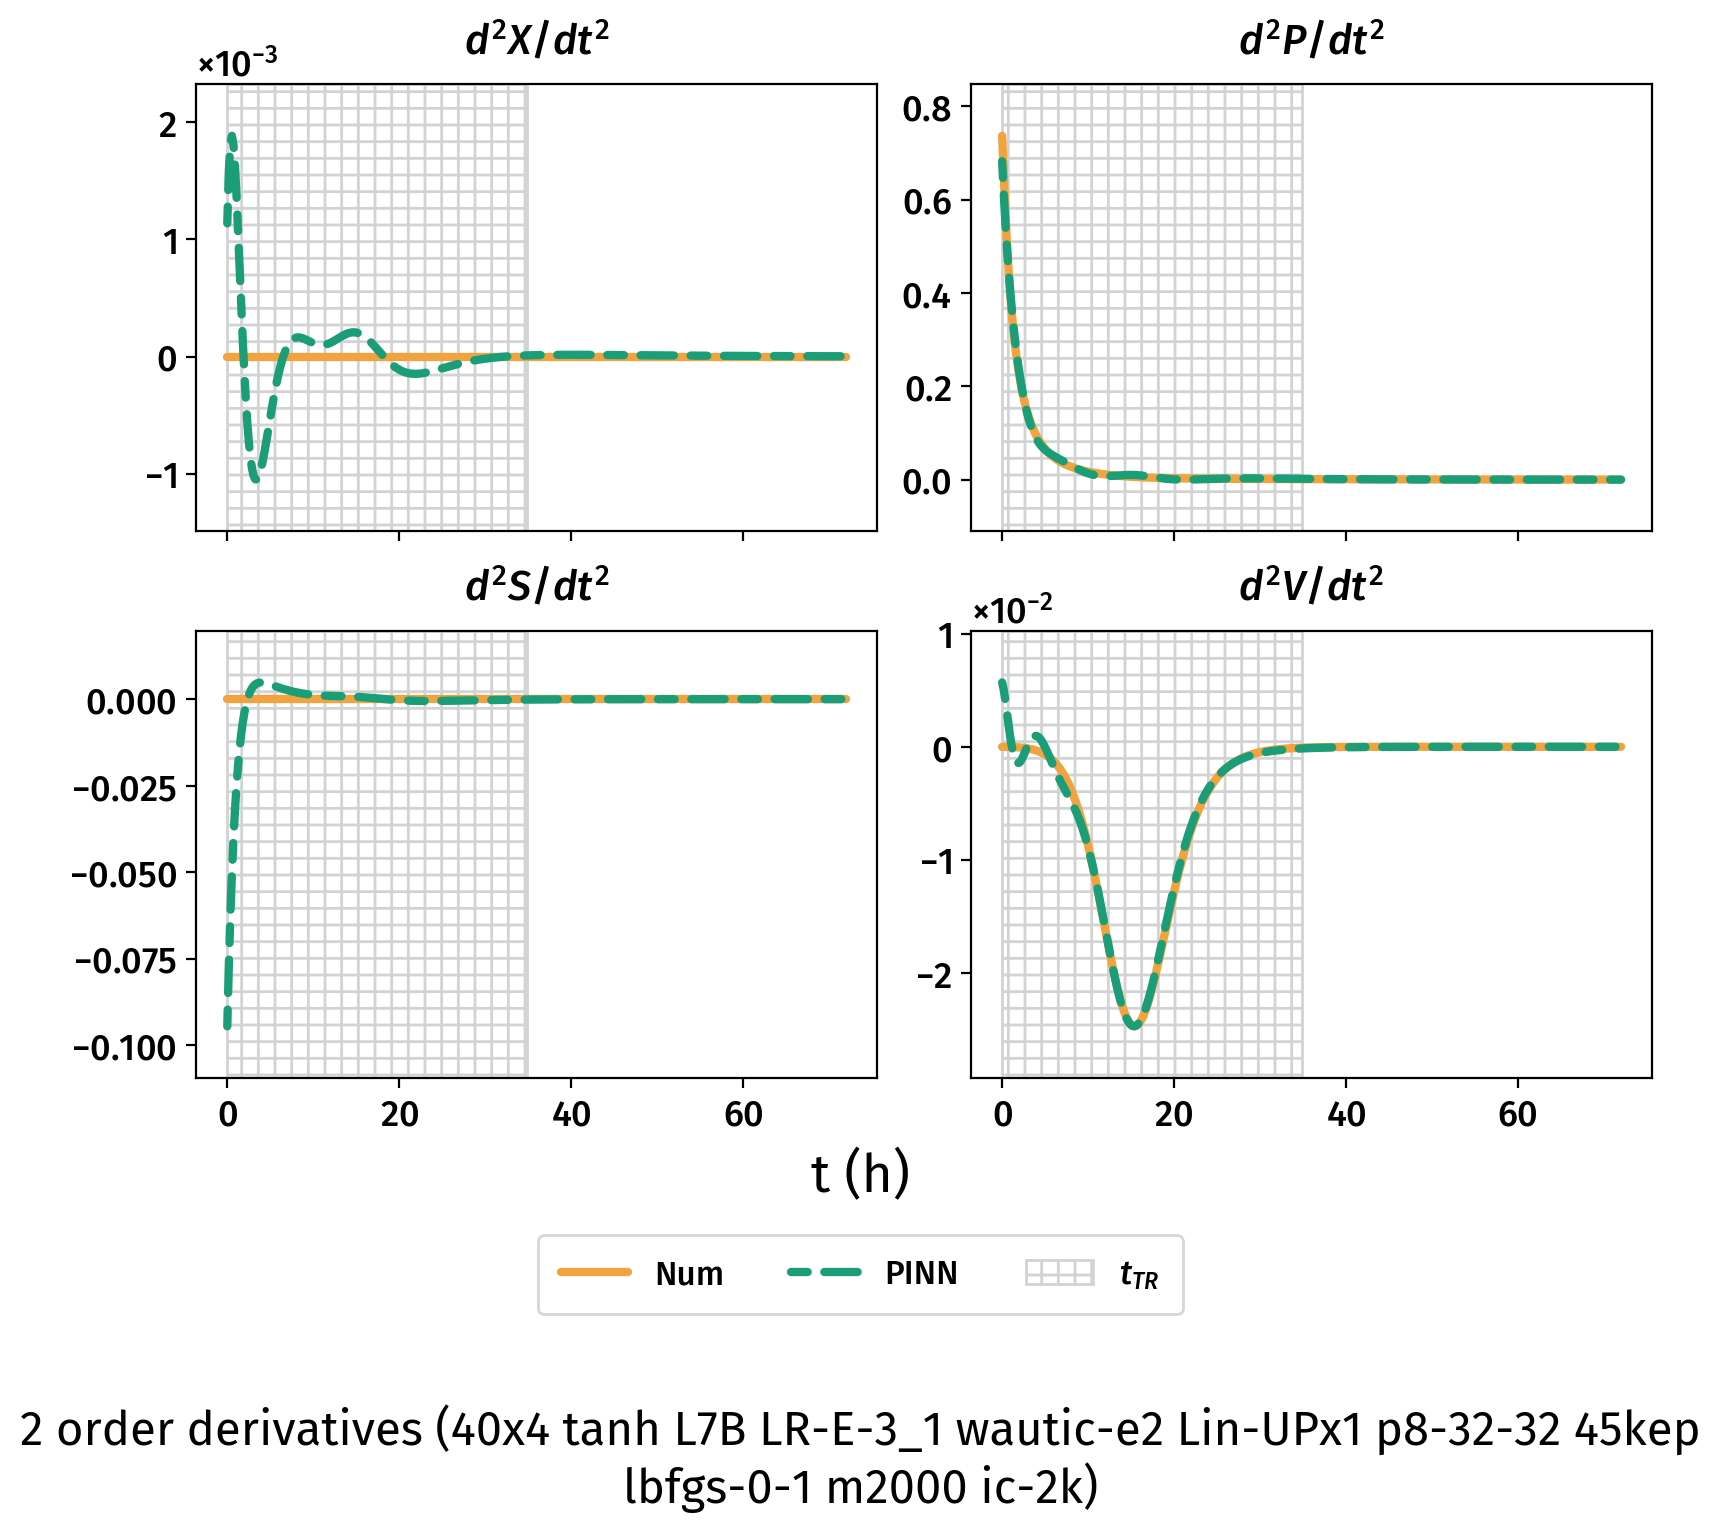 d²X/dt²
d²P/dt²
×10⁻³
2
1
0
−1
0.8
0.6
0.4
0.2
0.0
d²S/dt²
d²V/dt²
×10⁻²
0.000
−0.025
−0.050
−0.075
−0.100
1
0
−1
−2
0 20 40 60
0 20 40 60
t (h)
Num PINN t_TR
2 order derivatives (40x4 tanh L7B LR-E-3_1 wautic-e2 Lin-UPx1 p8-32-32 45kep
lbfgs-0-1 m2000 ic-2k)